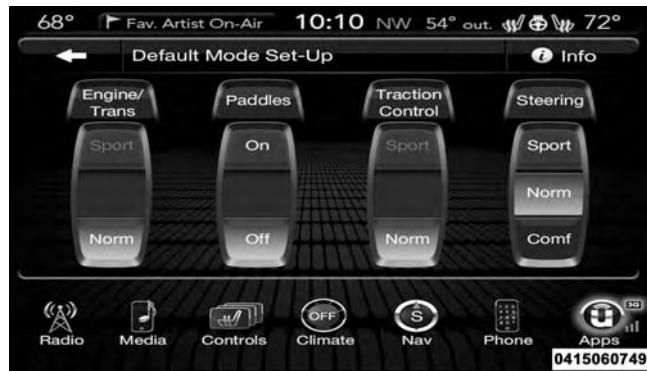 68° Fav. Artist On-Air 10:10 NW 54° out. 72°
Default Mode Set-Up Info
Engine/
Trans
Paddles
Traction
Control
Steering
Sport On Sport Sport
Norm
Norm Off Norm Comf
OFF S 3G
Radio Media Controls Climate Nav Phone Apps
0415060749